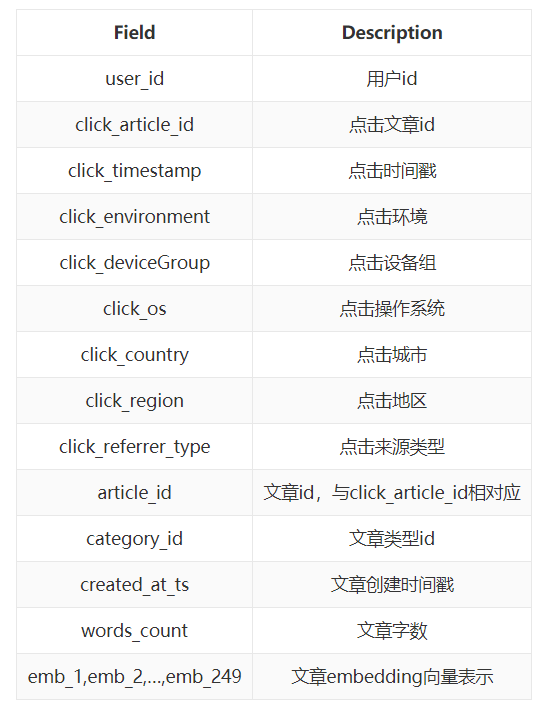 Field Description
user_id 用户id
click_article_id 点击文章id
click_timestamp 点击时间戳
click_environment 点击环境
click_deviceGroup 点击设备组
click_os 点击操作系统
click_country 点击城市
click_region 点击地区
click_referrer_type 点击来源类型
article_id 文章id，与click_article_id相对应
category_id 文章类型id
created_at_ts 文章创建时间戳
words_count 文章字数
emb_1,emb_2,...,emb_249 文章embedding向量表示